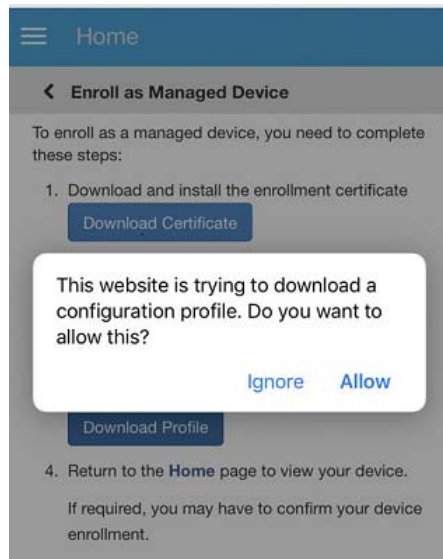 Home
Enroll as Managed Device
To enroll as a managed device, you need to complete
these steps:
1. Download and install the enrollment certificate
Download Certificate
This website is trying to download a
configuration profile. Do you want to
allow this?
Ignore Allow
Download Profile
4. Return to the Home page to view your device.
If required, you may have to confirm your device
enrollment.